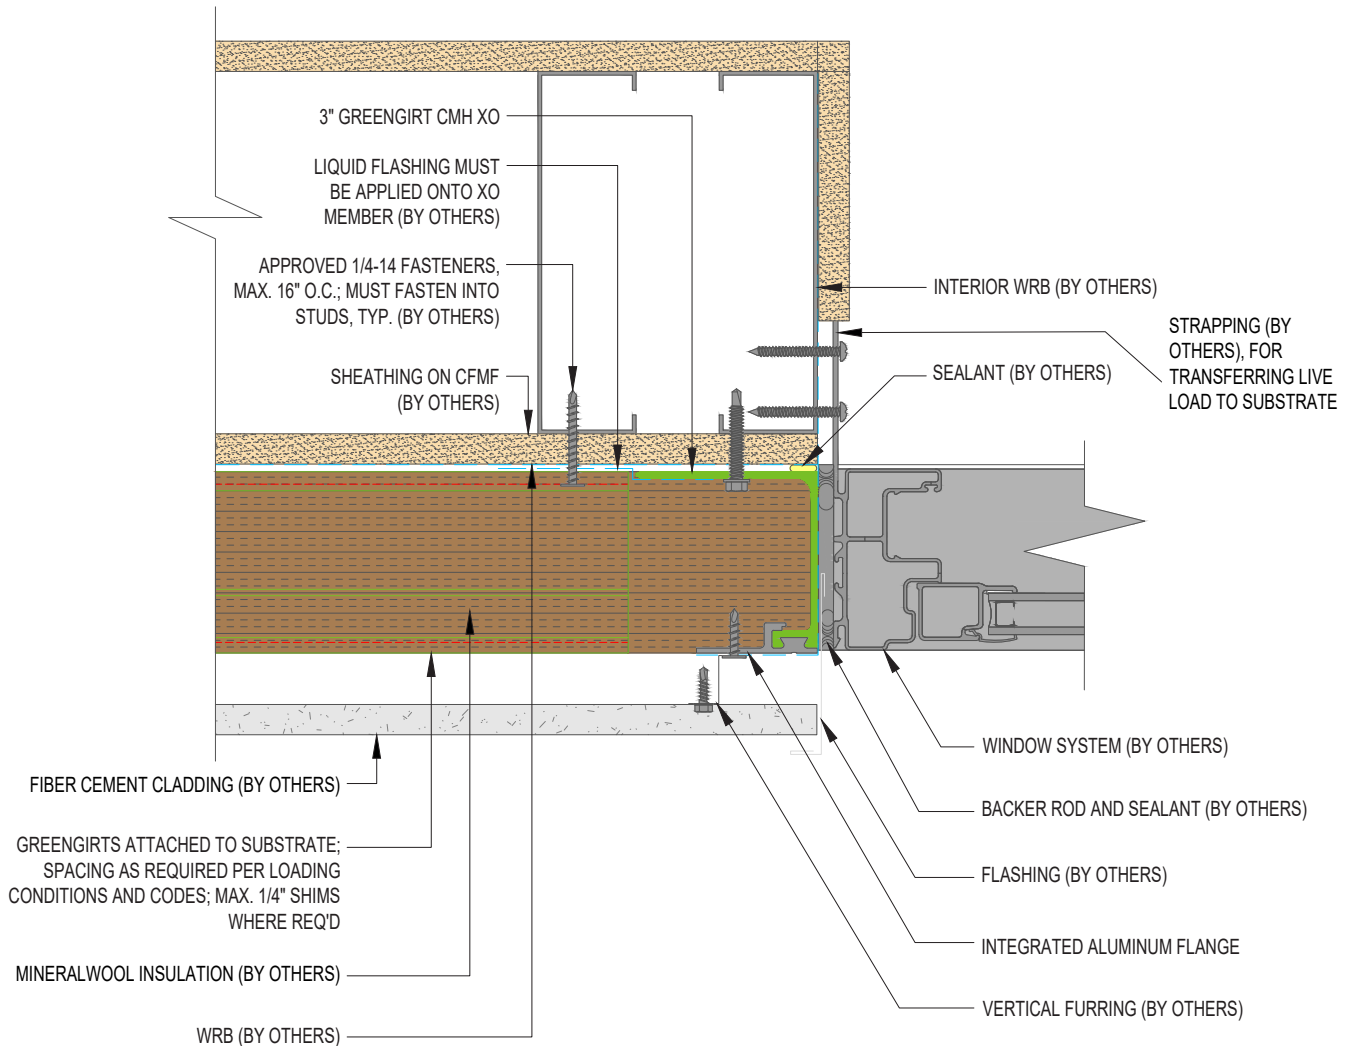 3" GREENGIRT CMH XO
LIQUID FLASHING MUST
BE APPLIED ONTO XO
MEMBER (BY OTHERS)
APPROVED 1/4-14 FASTENERS,
MAX. 16" O.C.; MUST FASTEN INTO
STUDS, TYP. (BY OTHERS)
SHEATHING ON CFMF
(BY OTHERS)
INTERIOR WRB (BY OTHERS)
STRAPPING (BY
OTHERS), FOR
TRANSFERRING LIVE
LOAD TO SUBSTRATE
SEALANT (BY OTHERS)
FIBER CEMENT CLADDING (BY OTHERS)
GREENGIRTS ATTACHED TO SUBSTRATE;
SPACING AS REQUIRED PER LOADING
CONDITIONS AND CODES; MAX. 1/4" SHIMS
WHERE REQ'D
MINERALWOOL INSULATION (BY OTHERS)
WRB (BY OTHERS)
WINDOW SYSTEM (BY OTHERS)
BACKER ROD AND SEALANT (BY OTHERS)
FLASHING (BY OTHERS)
INTEGRATED ALUMINUM FLANGE
VERTICAL FURRING (BY OTHERS)